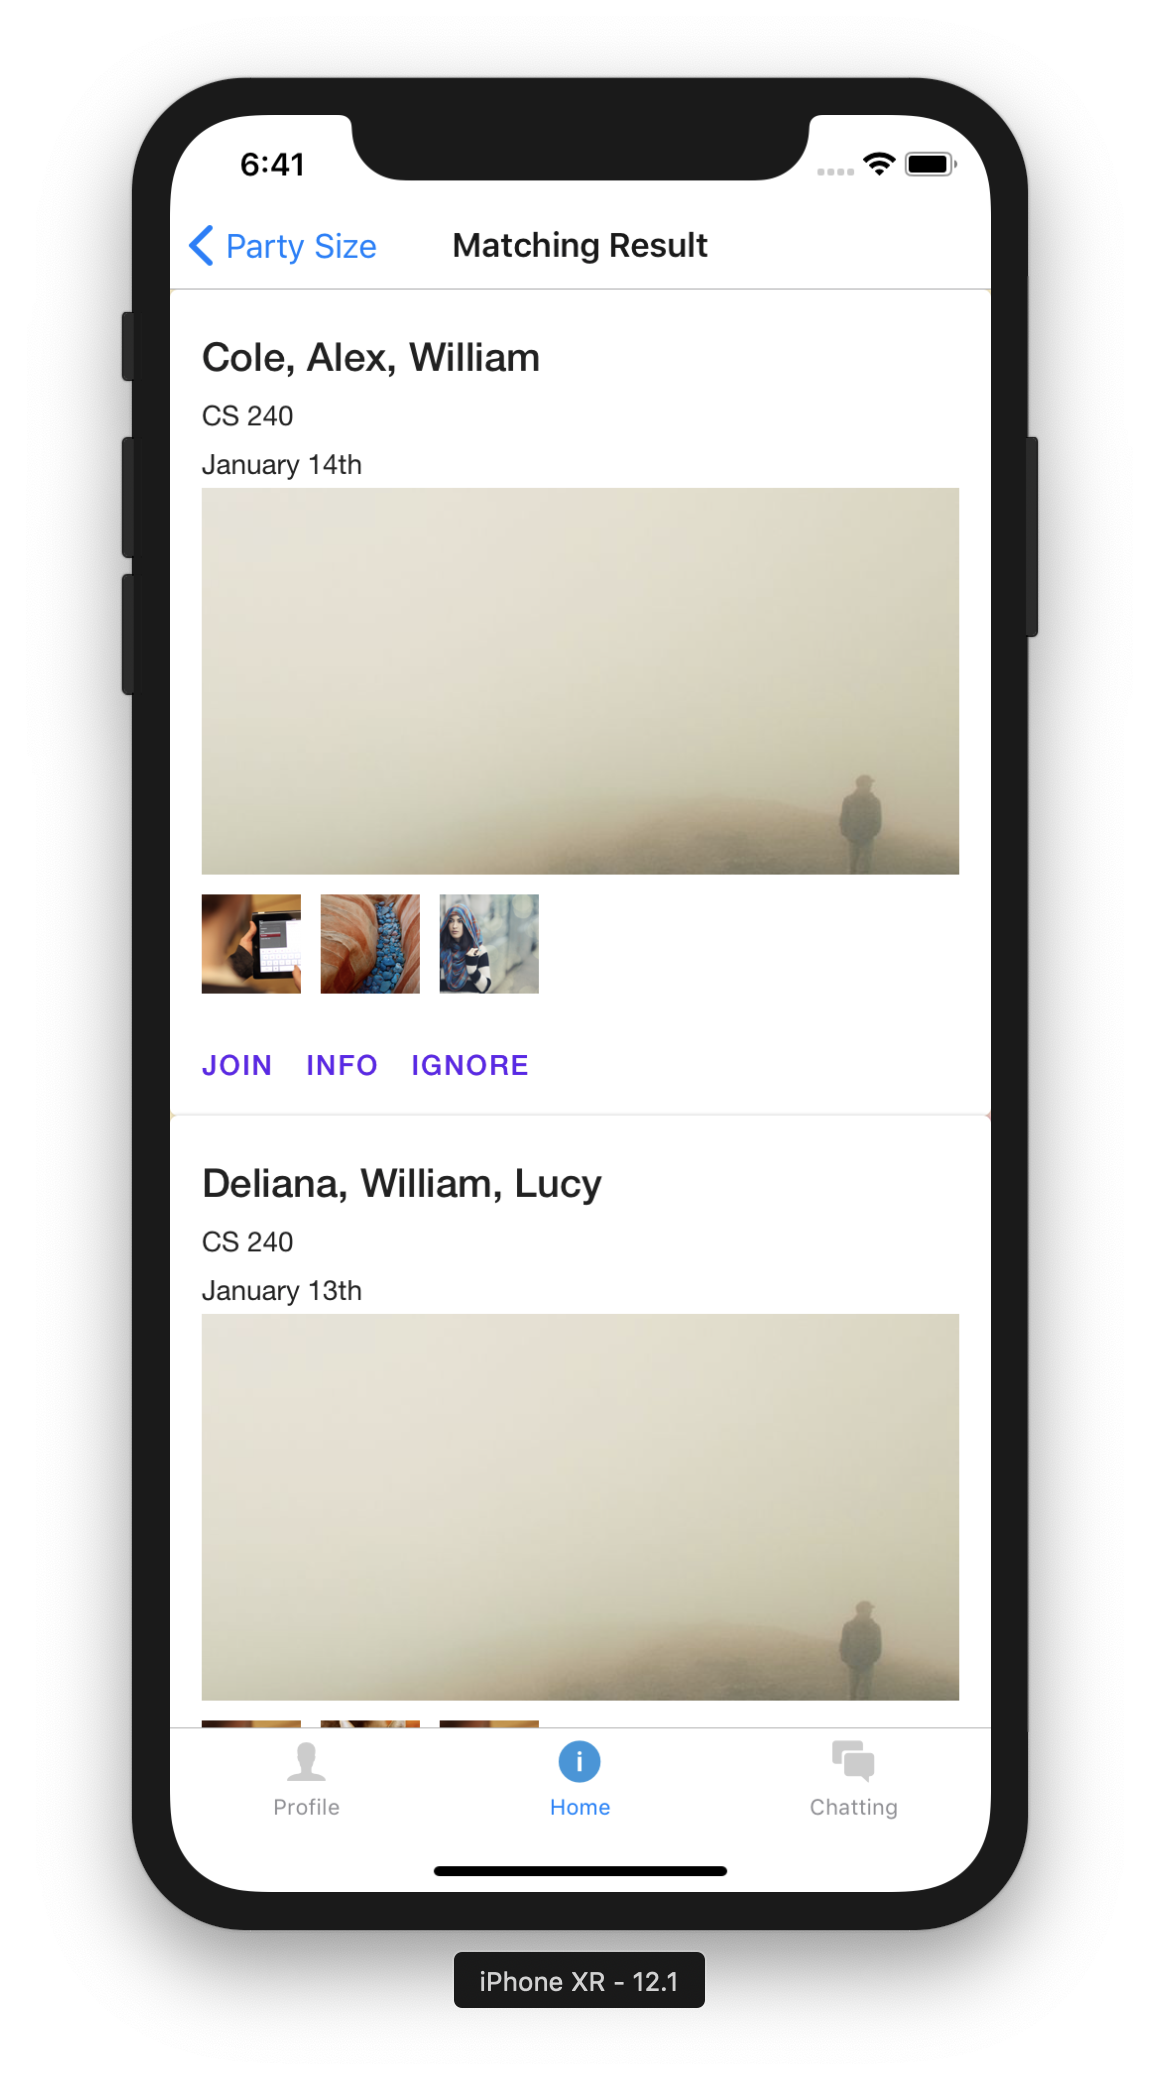 6:41
Party Size
Matching Result
Cole, Alex, William
CS 240
January 14th
JOIN INFO IGNORE
Deliana, William, Lucy
CS 240
January 13th
Profile
Home
Chatting
iPhone XR - 12.1